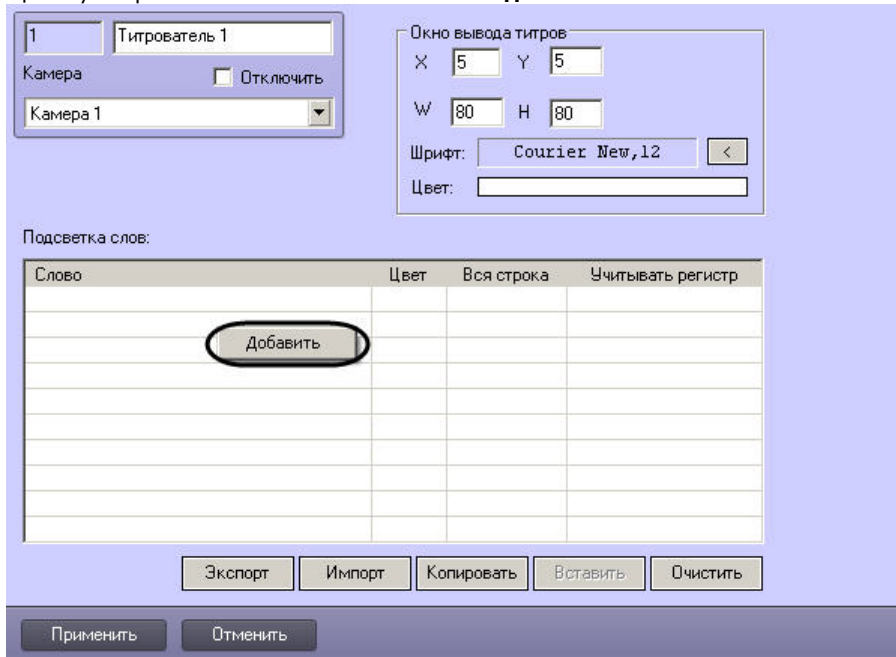 1 Титрователь 1
Камера Отключить
Камера 1
Окно вывода титров
X 5 Y 5
W 80 H 80
Шрифт: Courier New,12 <
Цвет:
Подсветка слов:
Слово Цвет Вся строка Учитывать регистр
Добавить
Экспорт Импорт Копировать Вставить Очистить
Применить Отменить